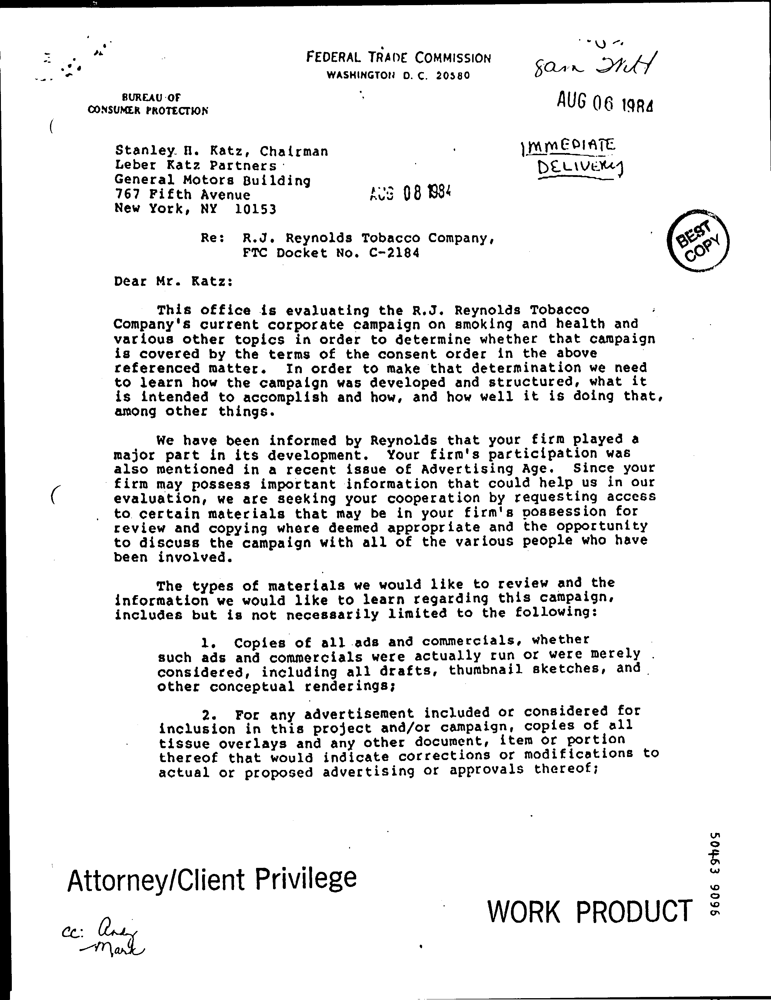 FEDERAL TRADE COMMISSION
WASHINGTON D. C. 20580
BUREAU OF
CONSUMER PROTECTION
AUG 06 1984
IMMEDIATE
DELIVERY
Stanley H. Katz, Chairman
Leber Katz Partners
General Motors Building
767 Fifth Avenue
New York, NY 10153
AUG 08 1984
BEST
COPY
Re: R.J. Reynolds Tobacco Company,
FTC Docket No. C-2184
Dear Mr. Katz:
This office is evaluating the R.J. Reynolds Tobacco
Company's current corporate campaign on smoking and health and
various other topics in order to determine whether that campaign
is covered by the terms of the consent order in the above
referenced matter. In order to make that determination we need
to learn how the campaign was developed and structured, what it
is intended to accomplish and how, and how well it is doing that,
among other things.
We have been informed by Reynolds that your firm played a
major part in its development. Your firm's participation was
also mentioned in a recent issue of Advertising Age. Since your
firm may possess important information that could help us in our
evaluation, we are seeking your cooperation by requesting access
to certain materials that may be in your firm's possession for
review and copying where deemed appropriate and the opportunity
to discuss the campaign with all of the various people who have
been involved.
The types of materials we would like to review and the
information we would like to learn regarding this campaign,
includes but is not necessarily limited to the following:
1. Copies of all ads and commercials, whether
such ads and commercials were actually run or were merely
considered, including all drafts, thumbnail sketches, and
other conceptual renderings;
2. For any advertisement included or considered for
inclusion in this project and/or campaign, copies of all
tissue overlays and any other document, item or portion
thereof that would indicate corrections or modifications to
actual or proposed advertising or approvals thereof;
Attorney/Client Privilege
WORK PRODUCT
50463 9096
cc: Andy
Mark